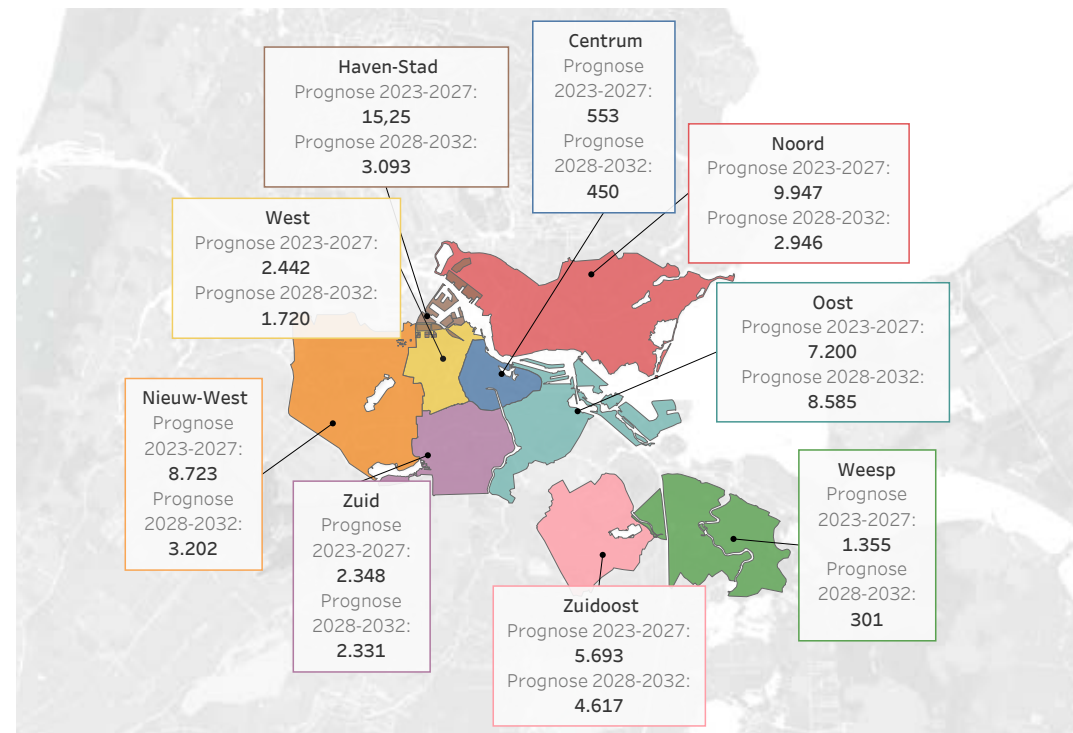 Centrum
Prognose
2023-2027:
553
Prognose
2028-2032:
450
Haven-Stad
Prognose 2023-2027:
15,25
Prognose 2028-2032:
3.093
Noord
Prognose 2023-2027:
9.947
Prognose 2028-2032:
2.946
West
Prognose 2023-2027:
2.442
Prognose 2028-2032:
1.720
Oost
Prognose 2023-2027:
7.200
Prognose 2028-2032:
8.585
Nieuw-West
Prognose
2023-2027:
8.723
Prognose
2028-2032:
3.202
Zuid
Prognose
2023-2027:
2.348
Prognose
2028-2032:
2.331
Weesp
Prognose
2023-2027:
1.355
Prognose
2028-2032:
301
Zuidoost
Prognose 2023-2027:
5.693
Prognose 2028-2032:
4.617